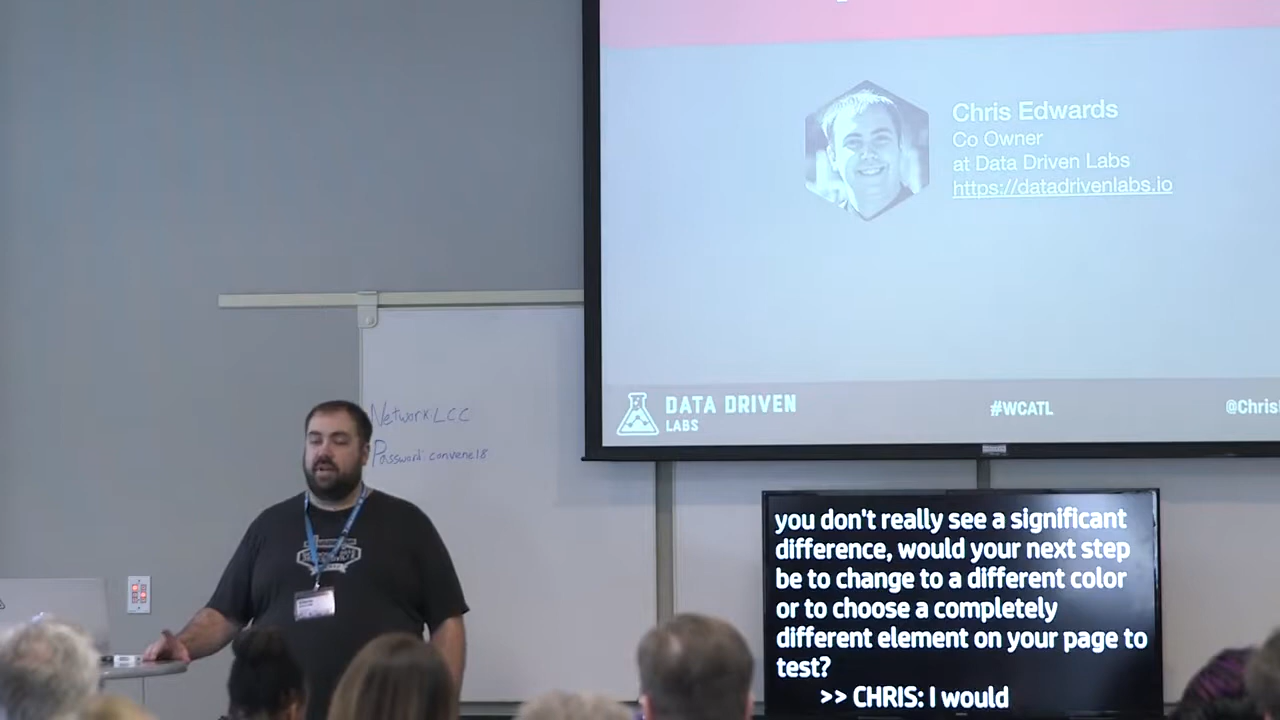 Chris Edwards
Co Owner
at Data Driven Labs
https://datadrivenlabs.io
DATA DRIVEN
LABS
#WCATL
@Chris
Network: LCC
Password: convene18
you don't really see a significant
difference, would your next step
be to change to a different color
or to choose a completely
different element on your page to
test?
>> CHRIS: I would